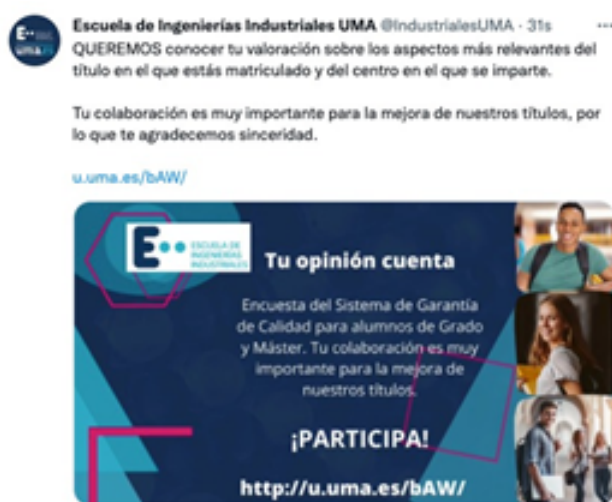 Escuela de Ingenierías Industriales UMA @IndustrialesUMA · 31s
QUEREMOS conocer tu valoración sobre los aspectos más relevantes del
título en el que estás matriculado y del centro en el que se imparte.
Tu colaboración es muy importante para la mejora de nuestros títulos, por
lo que te agradecemos sinceridad.
u.uma.es/bAW/
E
ESCUELA DE
INGENIERÍAS
INDUSTRIALES
Tu opinión cuenta
Encuesta del Sistema de Garantía
de Calidad para alumnos de Grado
y Máster. Tu colaboración es muy
importante para la mejora de
nuestros títulos.
¡PARTICIPA!
http://u.uma.es/bAW/